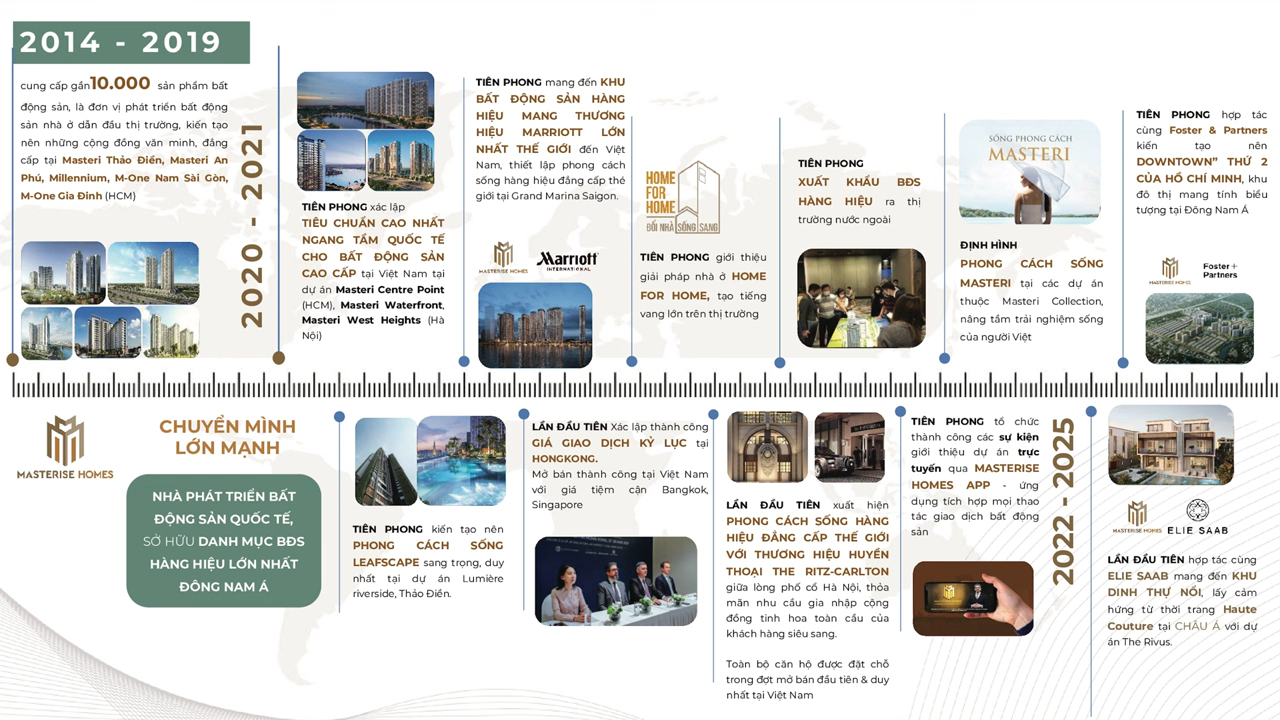 2014 - 2019
cung cấp gần 10.000 sản phẩm bất
động sản, là đơn vị phát triển bất động
sản nhà ở dẫn đầu thị trường, kiến tạo
nên những cộng đồng văn minh, đẳng
cấp tại Masteri Thảo Điền, Masteri An
Phú, Millennium, M-One Nam Sài Gòn,
M-One Gia Định (HCM)
2020 - 2021
TIÊN PHONG xác lập
TIÊU CHUẨN CAO NHẤT
NGANG TẦM QUỐC TẾ
CHO BẤT ĐỘNG SẢN
CAO CẤP tại Việt Nam tại
dự án Masteri Centre Point
(HCM), Masteri Waterfront,
Masteri West Heights (Hà
Nội)
TIÊN PHONG mang đến KHU
BẤT ĐỘNG SẢN HÀNG
HIỆU MANG THƯƠNG
HIỆU MARRIOTT LỚN
NHẤT THẾ GIỚI đến Việt
Nam, thiết lập phong cách
sống hàng hiệu đẳng cấp thé
giới tại Grand Marina Saigon.
MASTERISE HOMES
Marriott
INTERNATIONAL
HOME
FOR
HOME
ĐỔI NHÀ SỐNG SANG
TIÊN PHONG giới thiệu
giải pháp nhà ở HOME
FOR HOME, tạo tiếng
vang lớn trên thị trường
TIÊN PHONG
XUẤT KHẨU BĐS
HÀNG HIỆU ra thị
trường nước ngoài
SỐNG PHONG CÁCH
MASTERI
ĐỊNH HÌNH
PHONG CÁCH SỐNG
MASTERI tại các dự án
thuộc Masteri Collection,
nâng tầm trải nghiệm sống
của người Việt
TIÊN PHONG hợp tác
cùng Foster & Partners
kiến tạo nên
DOWNTOWN” THỨ 2
CỦA HỒ CHÍ MINH, khu
đô thị mang tính biểu
tượng tại Đông Nam Á
MASTERISE HOMES
Foster +
Partners
MASTERISE HOMES
CHUYỂN MÌNH
LỚN MẠNH
NHÀ PHÁT TRIỂN BẤT
ĐỘNG SẢN QUỐC TẾ,
SỞ HỮU DANH MỤC BĐS
HÀNG HIỆU LỚN NHẤT
ĐÔNG NAM Á
TIÊN PHONG kiến tạo nên
PHONG CÁCH SỐNG
LEAFSCAPE sang trọng, duy
nhất tại dự án Lumière
riverside, Thảo Điền.
LẦN ĐẦU TIÊN Xác lập thành công
GIÁ GIAO DỊCH KỶ LỤC tại
HONGKONG.
Mở bán thành công tại Việt Nam
với giá tiệm cận Bangkok,
Singapore
LẦN ĐẦU TIÊN xuất hiện
PHONG CÁCH SỐNG HÀNG
HIỆU ĐẲNG CẤP THẾ GIỚI
VỚI THƯƠNG HIỆU HUYỀN
THOẠI THE RITZ-CARLTON
giữa lòng phố cổ Hà Nội, thỏa
mãn nhu cầu gia nhập cộng
đồng tinh hoa toàn cầu của
khách hàng siêu sang.
Toàn bộ căn hộ được đặt chỗ
trong đợt mở bán đầu tiên & duy
nhất tại Việt Nam
TIÊN PHONG tổ chức
thành công các sự kiện
giới thiệu dự án trực
tuyến qua MASTERISE
HOMES APP - ứng
dụng tích hợp mọi thao
tác giao dịch bất động
sản
2022 - 2025
MASTERISE HOMES
ELIE SAAB
LẦN ĐẦU TIÊN hợp tác cùng
ELIE SAAB mang đến KHU
DINH THỰ NỔI, lấy cảm
hứng từ thời trang Haute
Couture tại CHÂU Á với dự
án The Rivus.